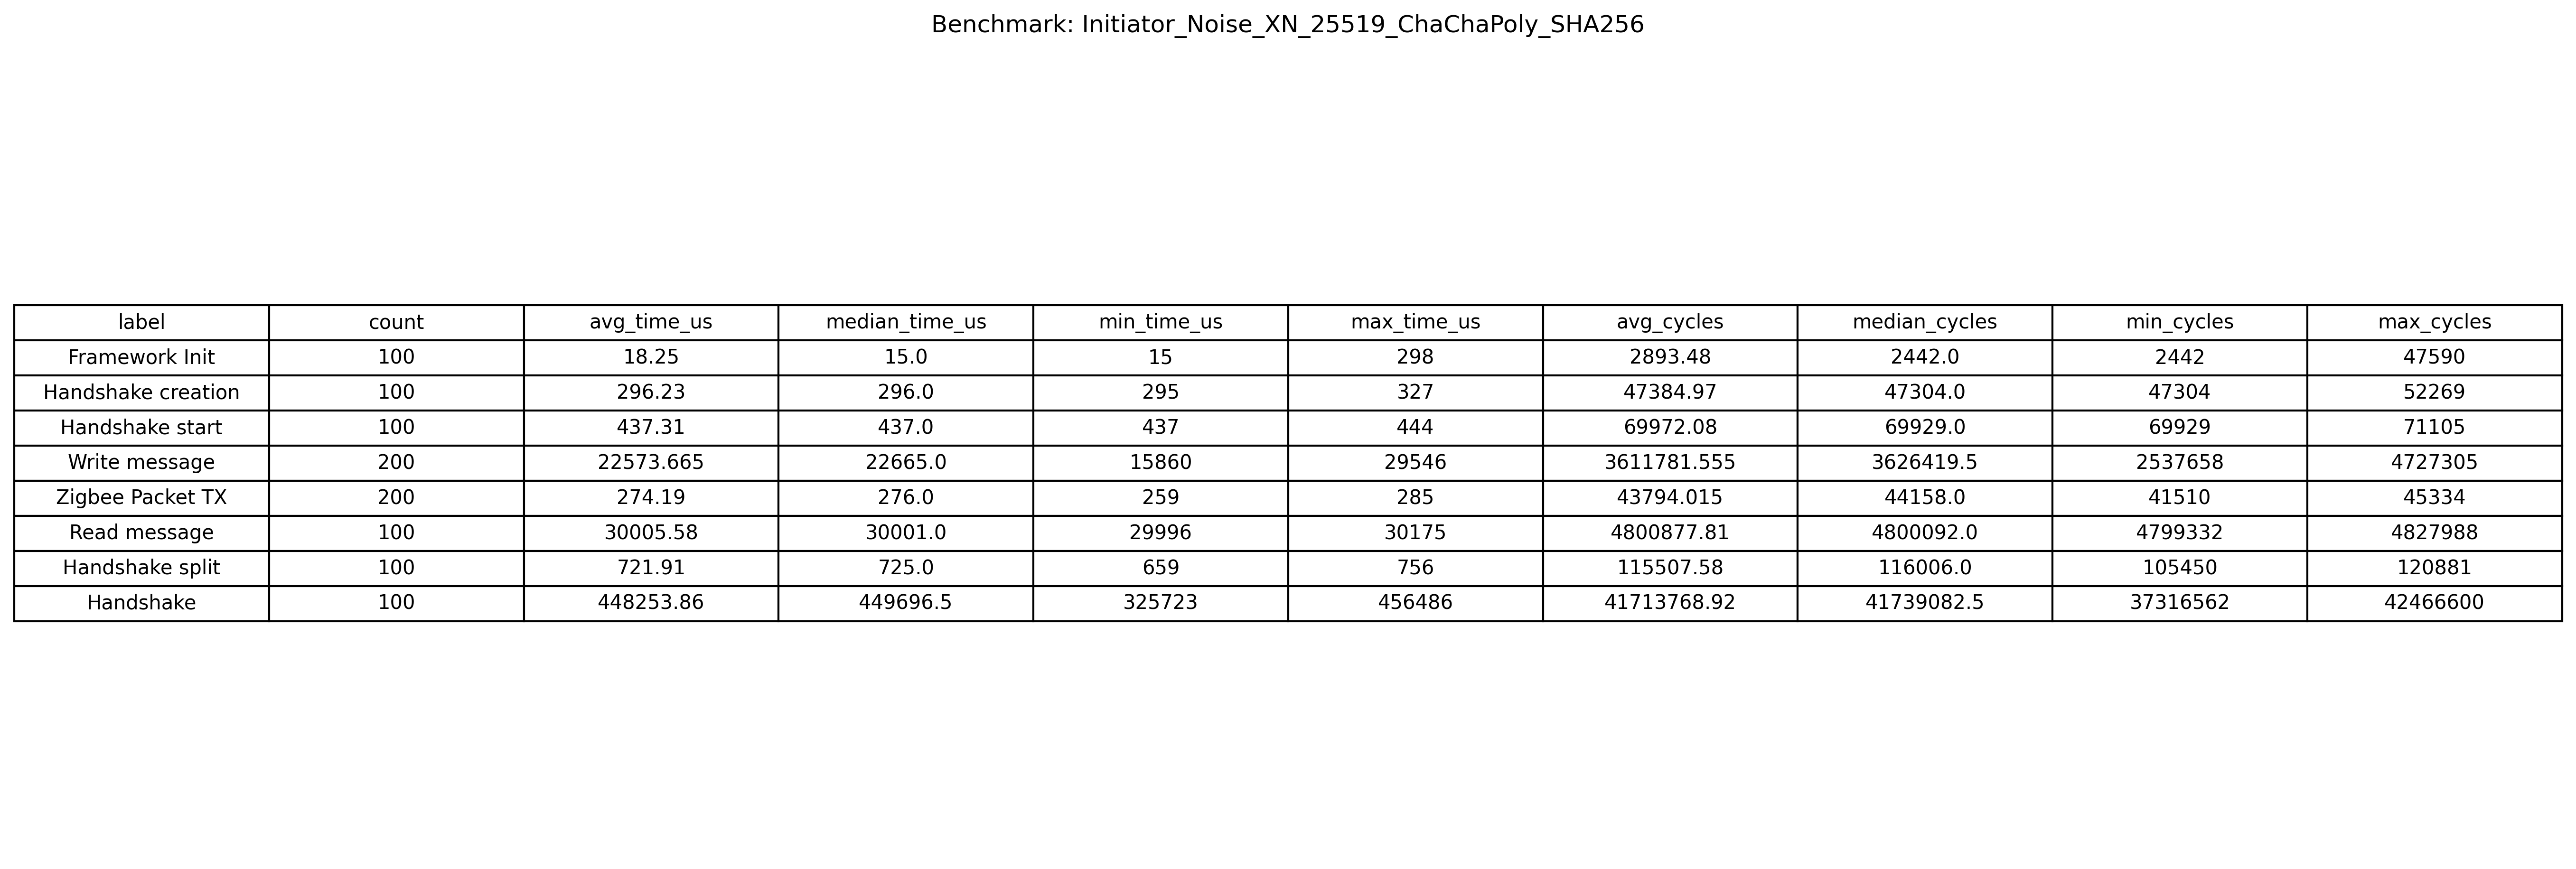 Benchmark: Initiator_Noise_XN_25519_ChaChaPoly_SHA256
label count avg_time_us median_time_us min_time_us max_time_us avg_cycles median_cycles min_cycles max_cycles
Framework Init 100 18.25 15.0 15 298 2893.48 2442.0 2442 47590
Handshake creation 100 296.23 296.0 295 327 47384.97 47304.0 47304 52269
Handshake start 100 437.31 437.0 437 444 69972.08 69929.0 69929 71105
Write message 200 22573.665 22665.0 15860 29546 3611781.555 3626419.5 2537658 4727305
Zigbee Packet TX 200 274.19 276.0 259 285 43794.015 44158.0 41510 45334
Read message 100 30005.58 30001.0 29996 30175 4800877.81 4800092.0 4799332 4827988
Handshake split 100 721.91 725.0 659 756 115507.58 116006.0 105450 120881
Handshake 100 448253.86 449696.5 325723 456486 41713768.92 41739082.5 37316562 42466600